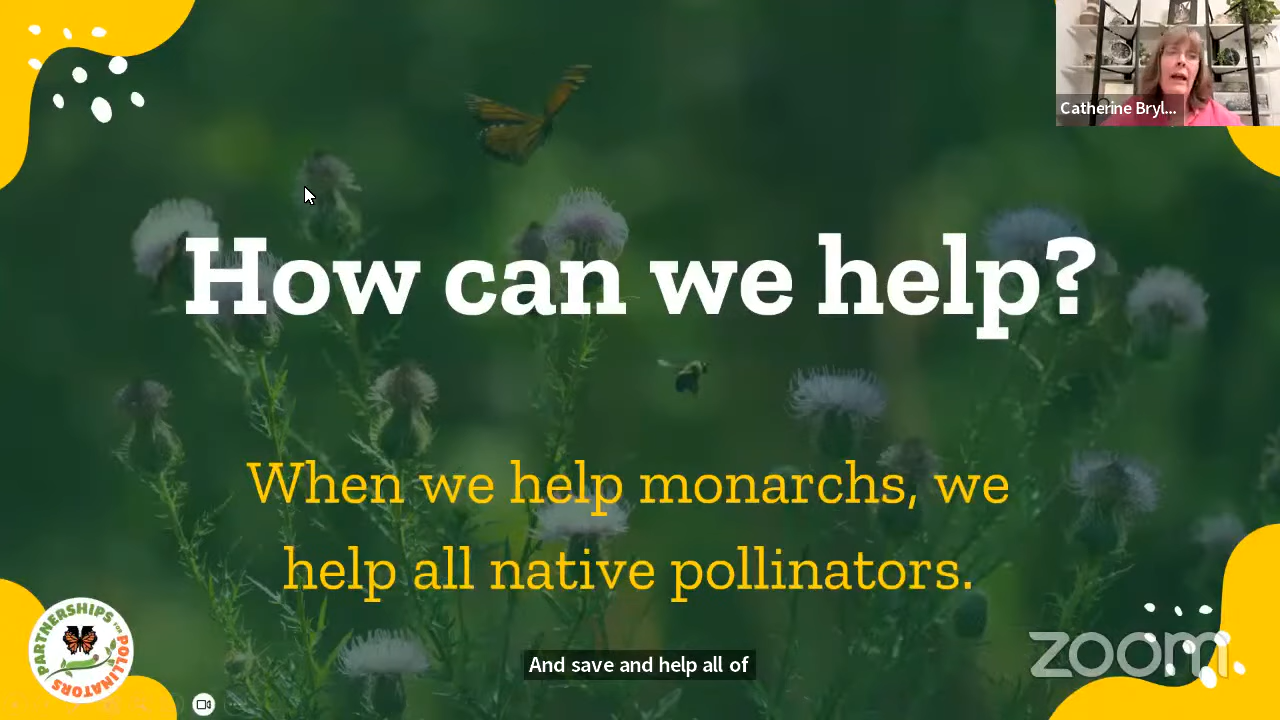 Catherine Bryl...
How can we help?
When we help monarchs, we
help all native pollinators.
PARTNERSHIPS FOR POLLINATORS
And save and help all of
zoom